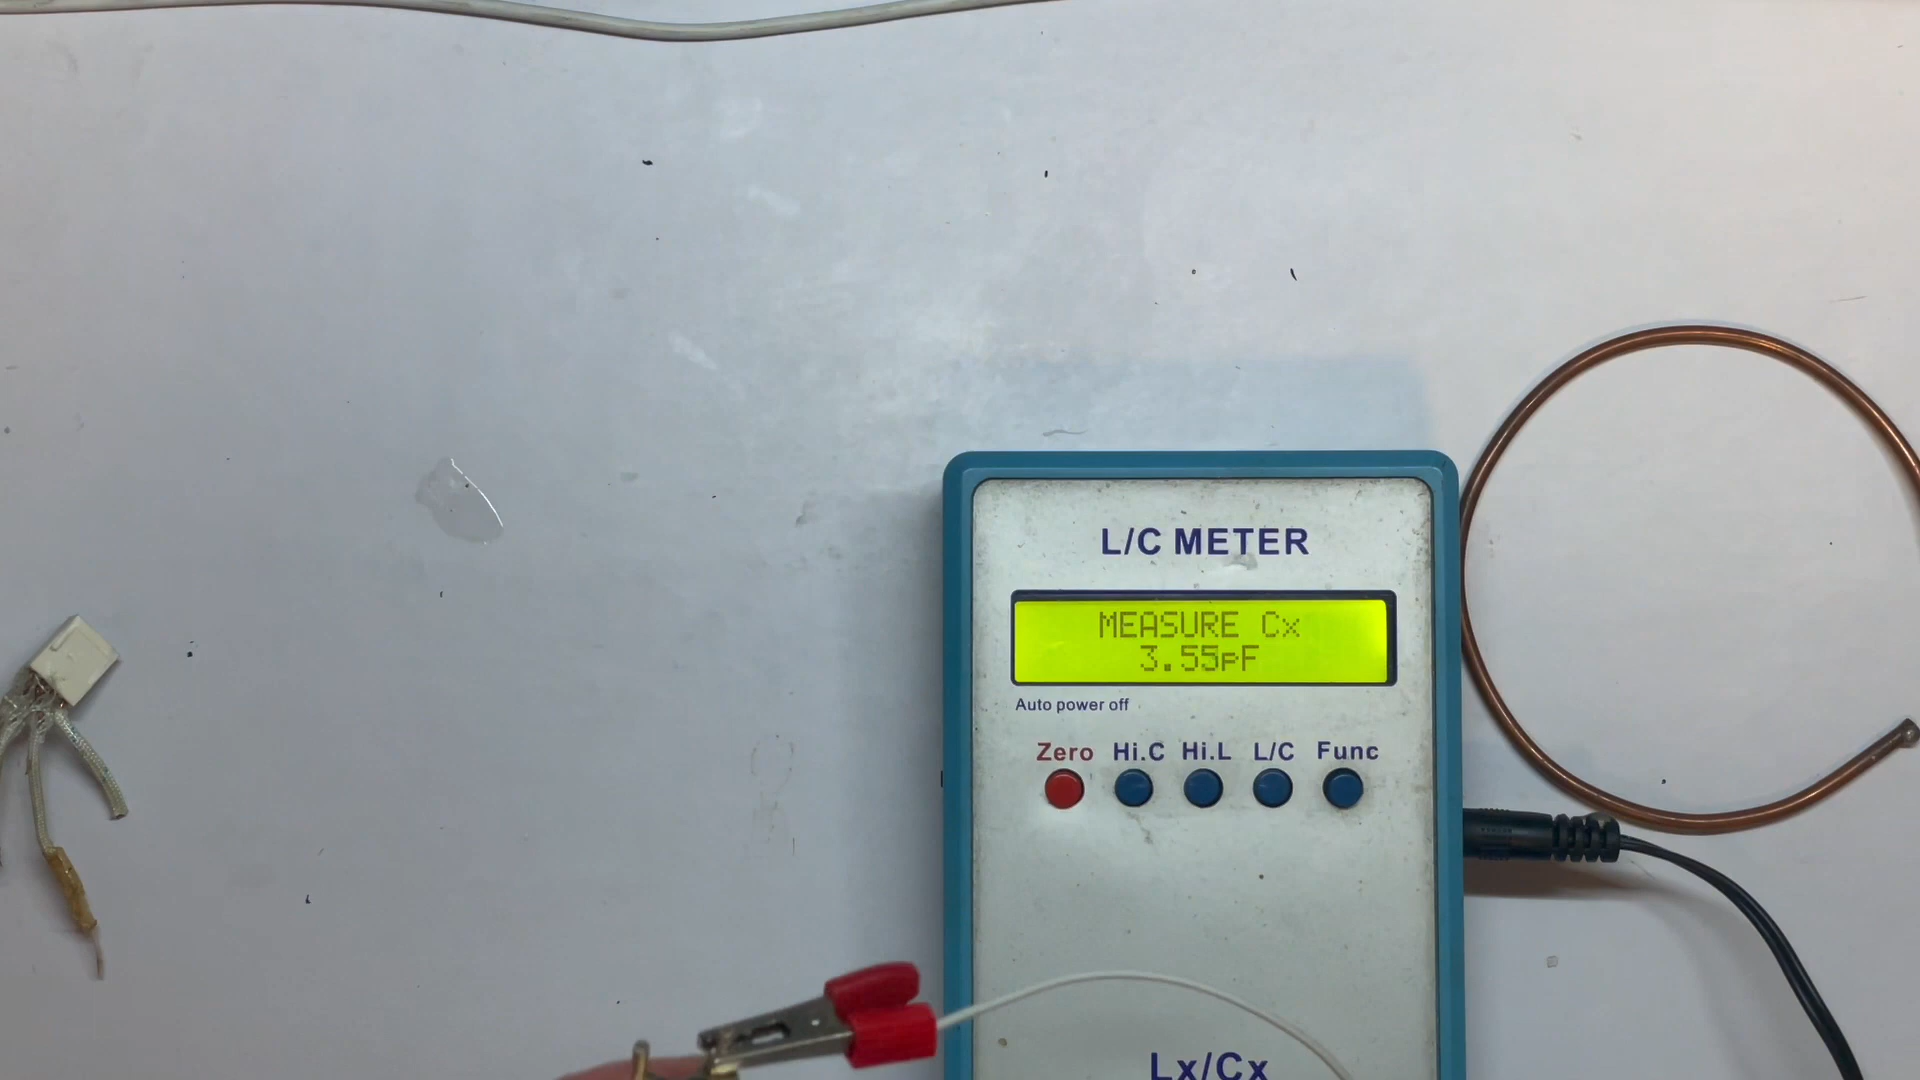 L/C METER
MEASURE Cx
3.55pF
Auto power off
Zero Hi.C Hi.L L/C Func
Lx/Cx